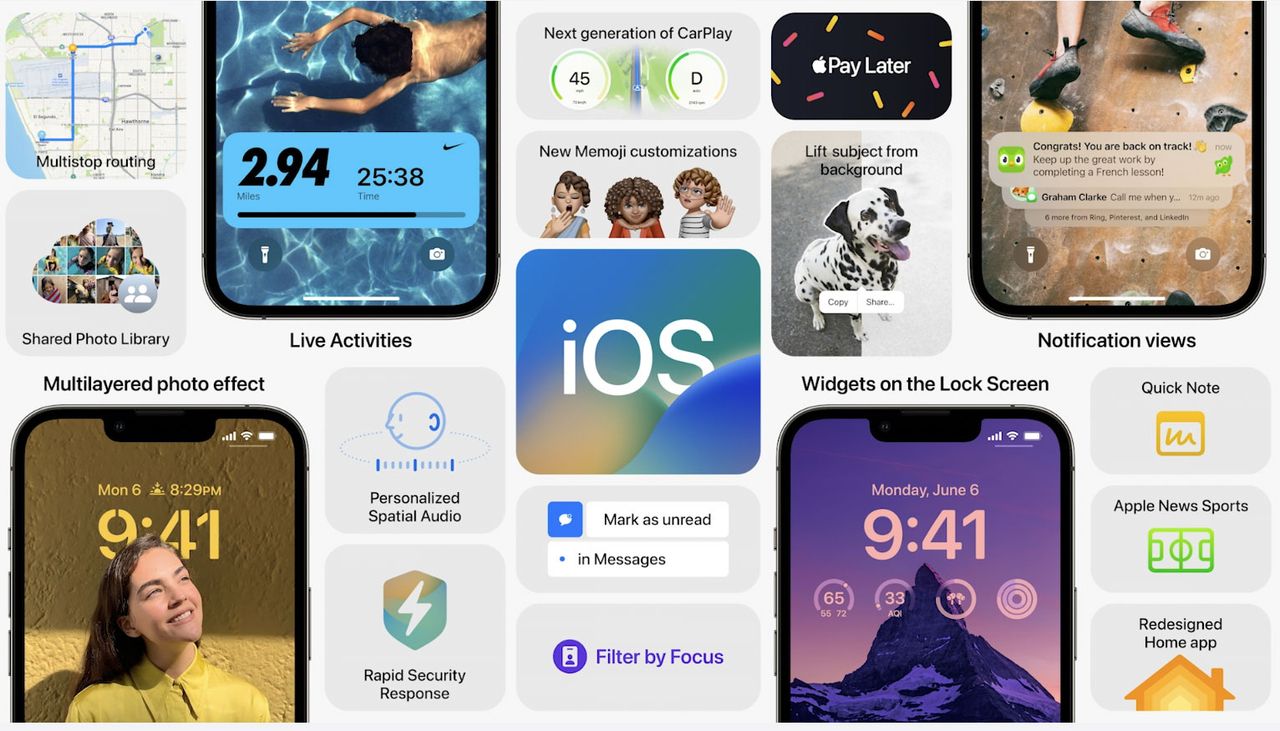 Multistop routing
El Segundo
Hawthorne
Shared Photo Library
2.94
Miles
25:38
Time
Live Activities
Next generation of CarPlay
45
mph
D
auto
New Memoji customizations
Pay Later
Lift subject from
background
Copy
Share...
Congrats! You are back on track! 👋
now
Keep up the great work by
completing a French lesson!
Graham Clarke Call me when y...
12m ago
6 more from Ring, Pinterest, and LinkedIn
Notification views
iOS
Multilayered photo effect
Mon 6 8:29PM
9:41
Personalized
Spatial Audio
Rapid Security
Response
Mark as unread
in Messages
Filter by Focus
Widgets on the Lock Screen
Monday, June 6
9:41
65
55 72
33
AQI
Quick Note
Apple News Sports
Redesigned
Home app